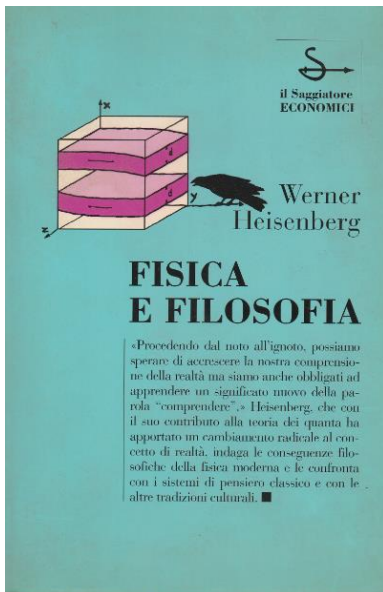 il Saggiatore
ECONOMICI
x
d
d
y
z
Werner
Heisenberg
FISICA
E FILOSOFIA
«Procedendo dal noto all'ignoto, possiamo
sperare di accrescere la nostra comprensio-
ne della realtà ma siamo anche obbligati ad
apprendere un significato nuovo della pa-
rola "comprendere".» Heisenberg, che con
il suo contributo alla teoria dei quanta ha
apportato un cambiamento radicale al con-
cetto di realtà, indaga le conseguenze filo-
sofiche della fisica moderna e le confronta
con i sistemi di pensiero classico e con le
altre tradizioni culturali.